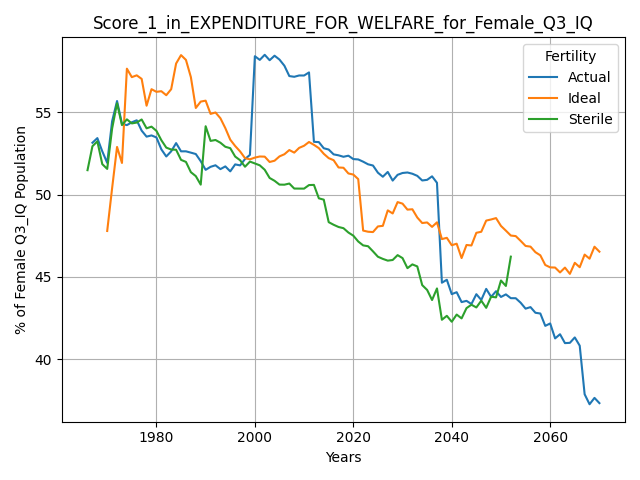 Score_1_in_EXPENDITURE_FOR_WELFARE_for_Female_Q3_IQ
Fertility
Actual
Ideal
Sterile
% of Female Q3_IQ Population
55
50
45
40
1980
2000
2020
2040
2060
Years